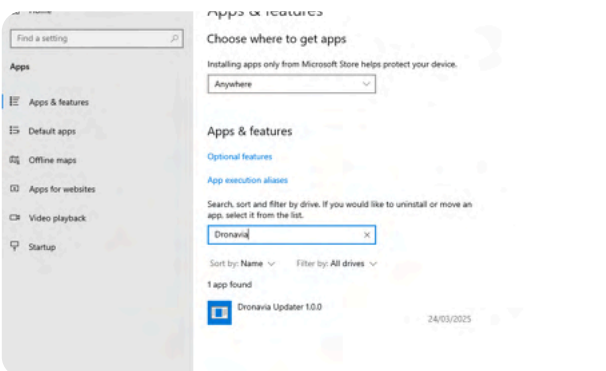 Home
Find a setting
Apps
Apps & features
Default apps
Offline maps
Apps for websites
Video playback
Startup
Apps & features
Choose where to get apps
Installing apps only from Microsoft Store helps protect your device.
Anywhere
Apps & features
Optional features
App execution aliases
Search, sort and filter by drive. If you would like to uninstall or move an
app, select it from the list.
Dronavia
Sort by: Name Filter by: All drives
1 app found
Dronavia Updater 1.0.0
24/03/2025